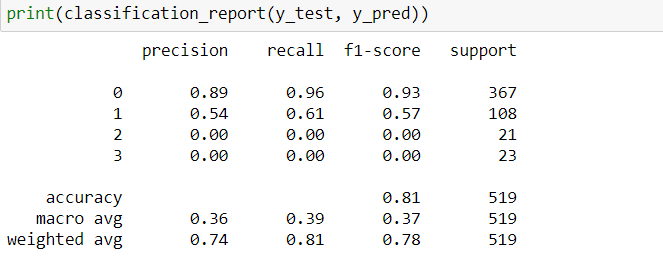 print(classification_report(y_test, y_pred))
precision recall f1-score support
0 0.89 0.96 0.93 367
1 0.54 0.61 0.57 108
2 0.00 0.00 0.00 21
3 0.00 0.00 0.00 23
accuracy 0.81 519
macro avg 0.36 0.39 0.37 519
weighted avg 0.74 0.81 0.78 519